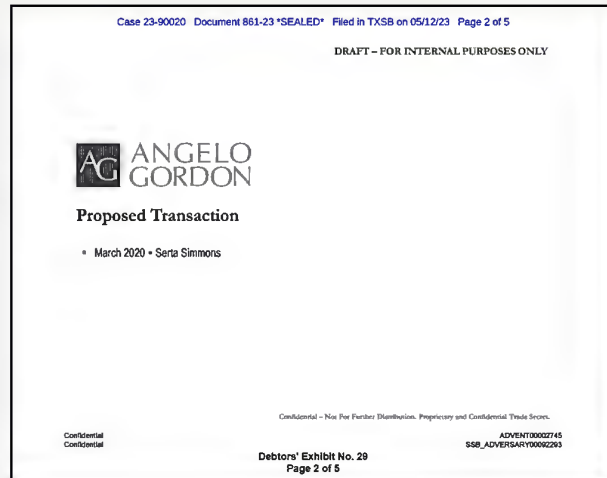 Case 23-90020 Document 861-23 *SEALED* Filed in TXSB on 05/12/23 Page 2 of 5
DRAFT – FOR INTERNAL PURPOSES ONLY
AG ANGELO
GORDON
Proposed Transaction
▪ March 2020 ▪ Serta Simmons
Confidential – Not For Further Distribution. Proprietary and Confidential Trade Secret.
Confidential
Confidential
ADVENT00002745
SSB_ADVERSARY00092293
Debtors' Exhibit No. 29
Page 2 of 5